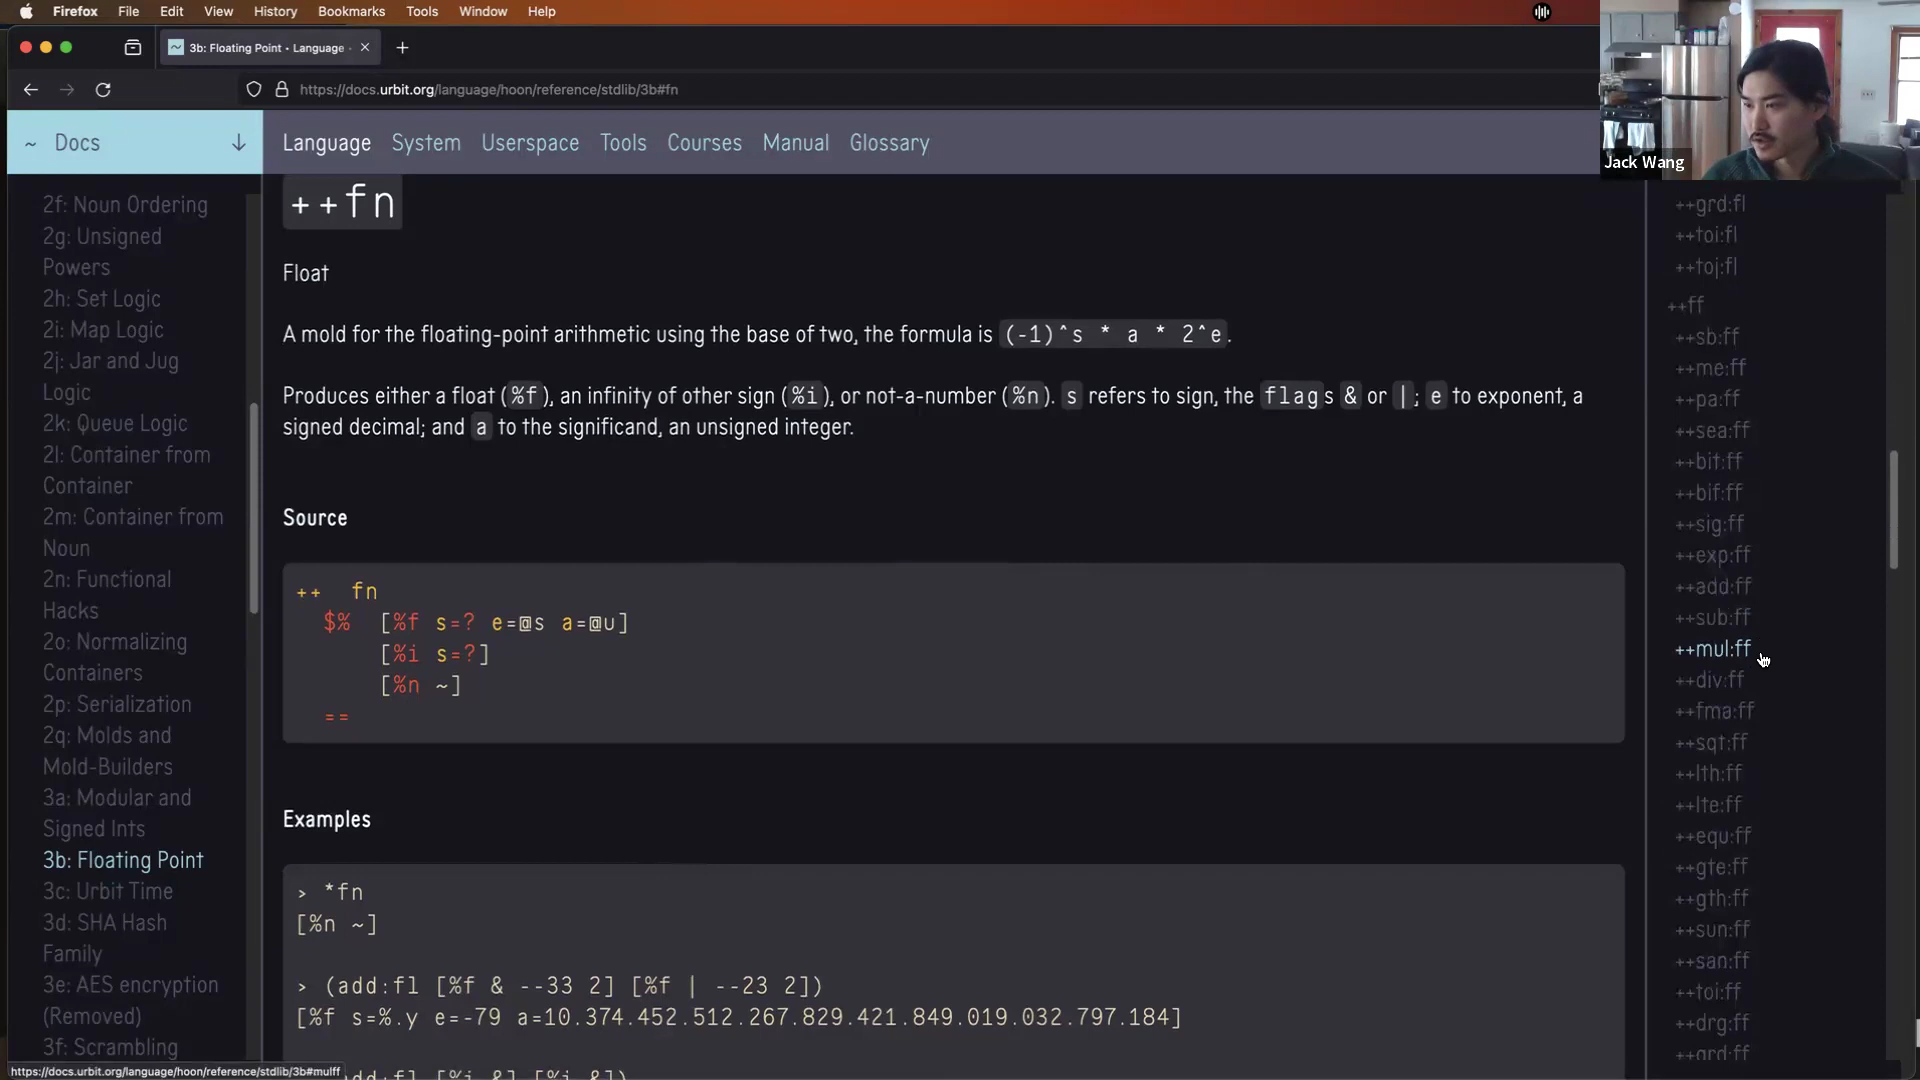 Firefox File Edit View History Bookmarks Tools Window Help
3b: Floating Point • Language
https://docs.urbit.org/language/hoon/reference/stdlib/3b#fn
~ Docs ↓
Language System Userspace Tools Courses Manual Glossary
Jack Wang
2f: Noun Ordering
2g: Unsigned
Powers
2h: Set Logic
2i: Map Logic
2j: Jar and Jug
Logic
2k: Queue Logic
2l: Container from
Container
2m: Container from
Noun
2n: Functional
Hacks
2o: Normalizing
Containers
2p: Serialization
2q: Molds and
Mold-Builders
3a: Modular and
Signed Ints
3b: Floating Point
3c: Urbit Time
3d: SHA Hash
Family
3e: AES encryption
(Removed)
3f: Scrambling
++fn
Float
A mold for the floating-point arithmetic using the base of two, the formula is (-1)^s * a * 2^e.
Produces either a float (%f), an infinity of other sign (%i), or not-a-number (%n). s refers to sign, the flags & or |; e to exponent, a
signed decimal; and a to the significand, an unsigned integer.
Source
++ fn
$% [%f s=? e=@s a=@u]
[%i s=?]
[%n ~]
==
Examples
> *fn
[%n ~]
> (add:fl [%f & --33 2] [%f | --23 2])
[%f s=%.y e=-79 a=10.374.452.512.267.829.421.849.019.032.797.184]
add:fl [%i &] [%i &])
++grd:fl
++toi:fl
++toj:fl
++ff
++sb:ff
++me:ff
++pa:ff
++sea:ff
++bit:ff
++bif:ff
++sig:ff
++exp:ff
++add:ff
++sub:ff
++mul:ff
++div:ff
++fma:ff
++sqt:ff
++lth:ff
++lte:ff
++equ:ff
++gte:ff
++gth:ff
++sun:ff
++san:ff
++toi:ff
++drg:ff
++grd:ff
https://docs.urbit.org/language/hoon/reference/stdlib/3b#mulff